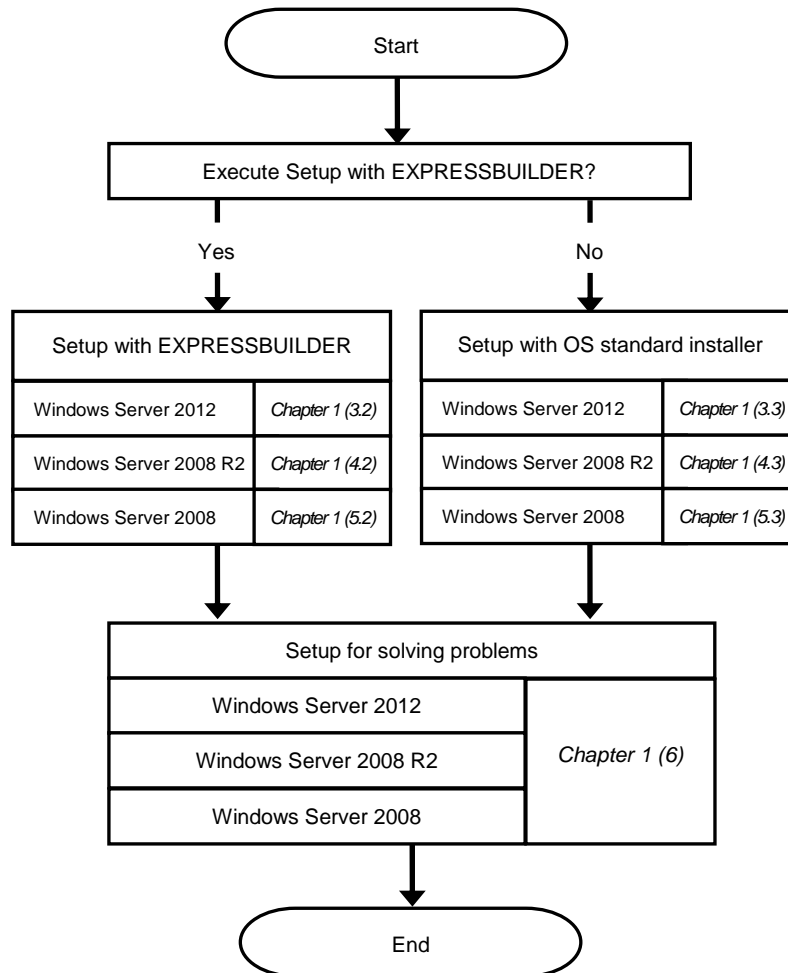 Start
Execute Setup with EXPRESSBUILDER?
Yes
No
Setup with EXPRESSBUILDER
Windows Server 2012
Chapter 1 (3.2)
Windows Server 2008 R2
Chapter 1 (4.2)
Windows Server 2008
Chapter 1 (5.2)
Setup with OS standard installer
Windows Server 2012
Chapter 1 (3.3)
Windows Server 2008 R2
Chapter 1 (4.3)
Windows Server 2008
Chapter 1 (5.3)
Setup for solving problems
Windows Server 2012
Windows Server 2008 R2
Windows Server 2008
Chapter 1 (6)
End